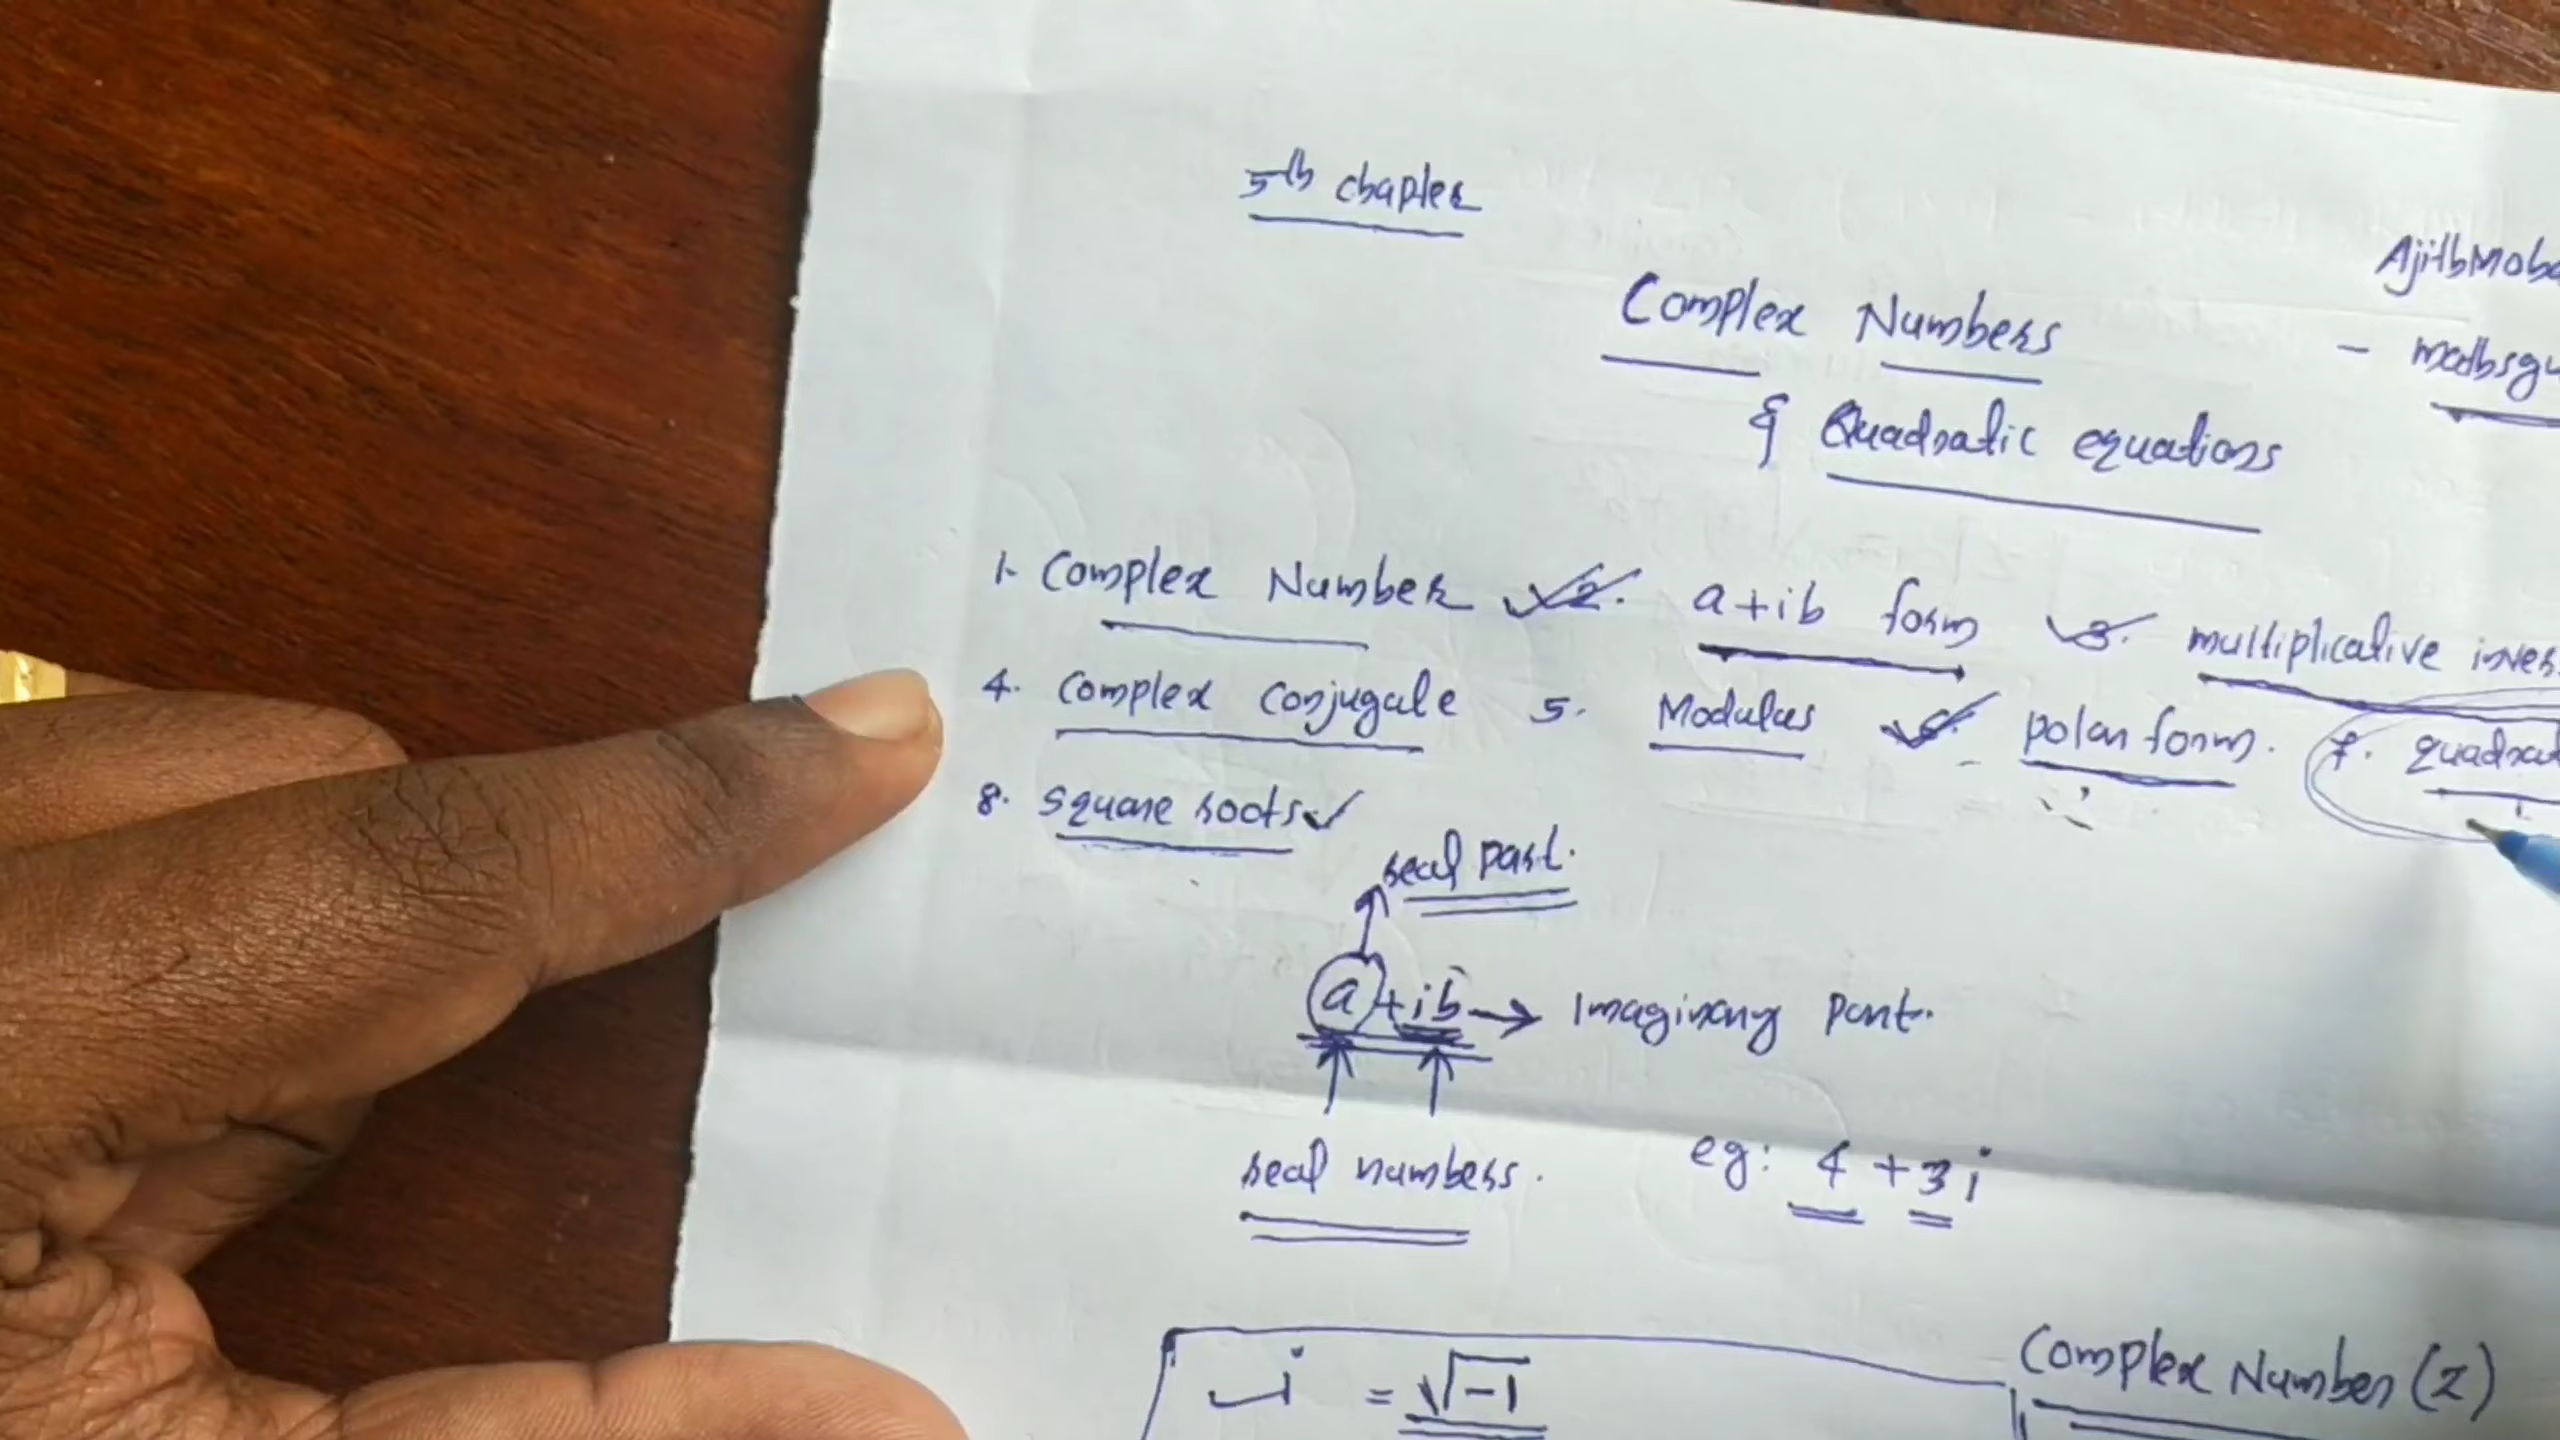 5th chapter
Complex Numbers
& Quadratic equations
1. Complex Number ✓ 2. a+ib form ✓ 3. multiplicative
4. Complex Conjugate 5. Modulus ✓ 6. polar form. 7.
8. square roots ✓
real part.
a+ib → Imaginary part.
real numbers.
eg: 4+3i
i = √-1
Complex Number (z)